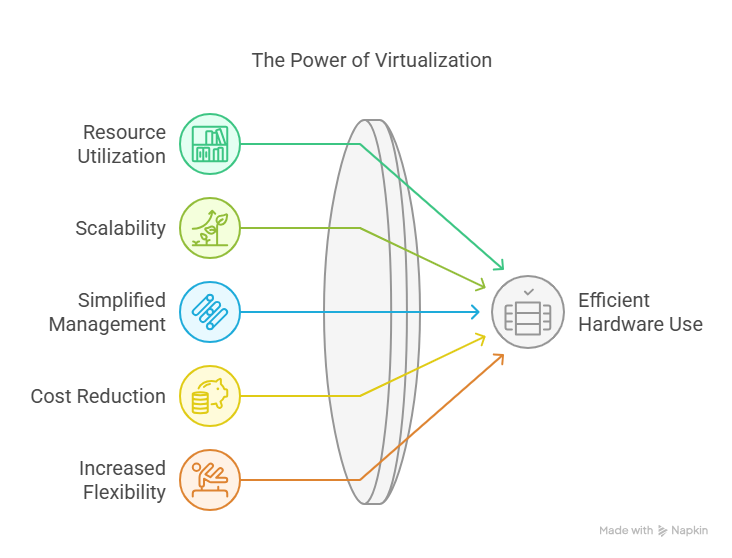 The Power of Virtualization
Resource
Utilization
Scalability
Simplified
Management
Cost Reduction
Increased
Flexibility
Efficient
Hardware Use
Made with Napkin